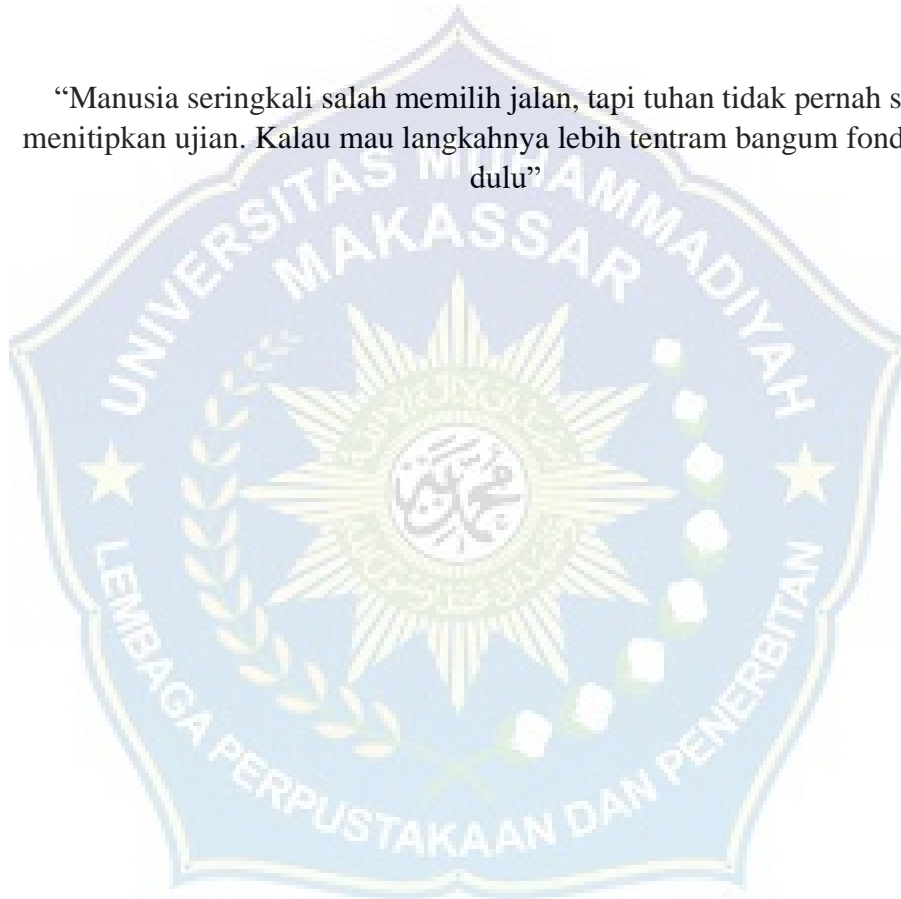 “Manusia seringkali salah memilih jalan, tapi tuhan tidak pernah s
menitipkan ujian. Kalau mau langkahnya lebih tentram bangum fond
dulu”
UNIVERSITAS MUHAMMADIYAH
MAKASSAR
LEMBAGA PERPUSTAKAAN DAN PENERBITAN